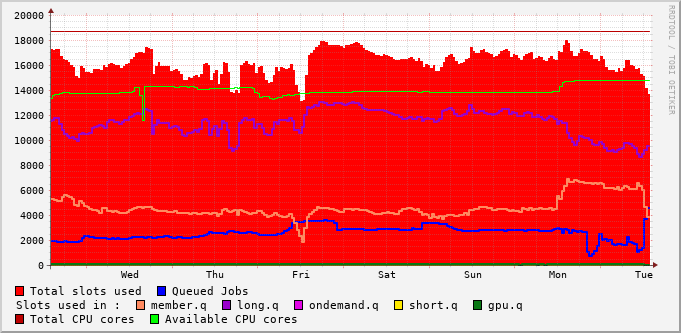 20000
18000
16000
14000
12000
10000
8000
6000
4000
2000
0
Wed Thu Fri Sat Sun Mon Tue
RRDTOOL / TOBI OETIKER
Total slots used Queued Jobs
Slots used in : member.q long.q ondemand.q short.q gpu.q
Total CPU cores Available CPU cores